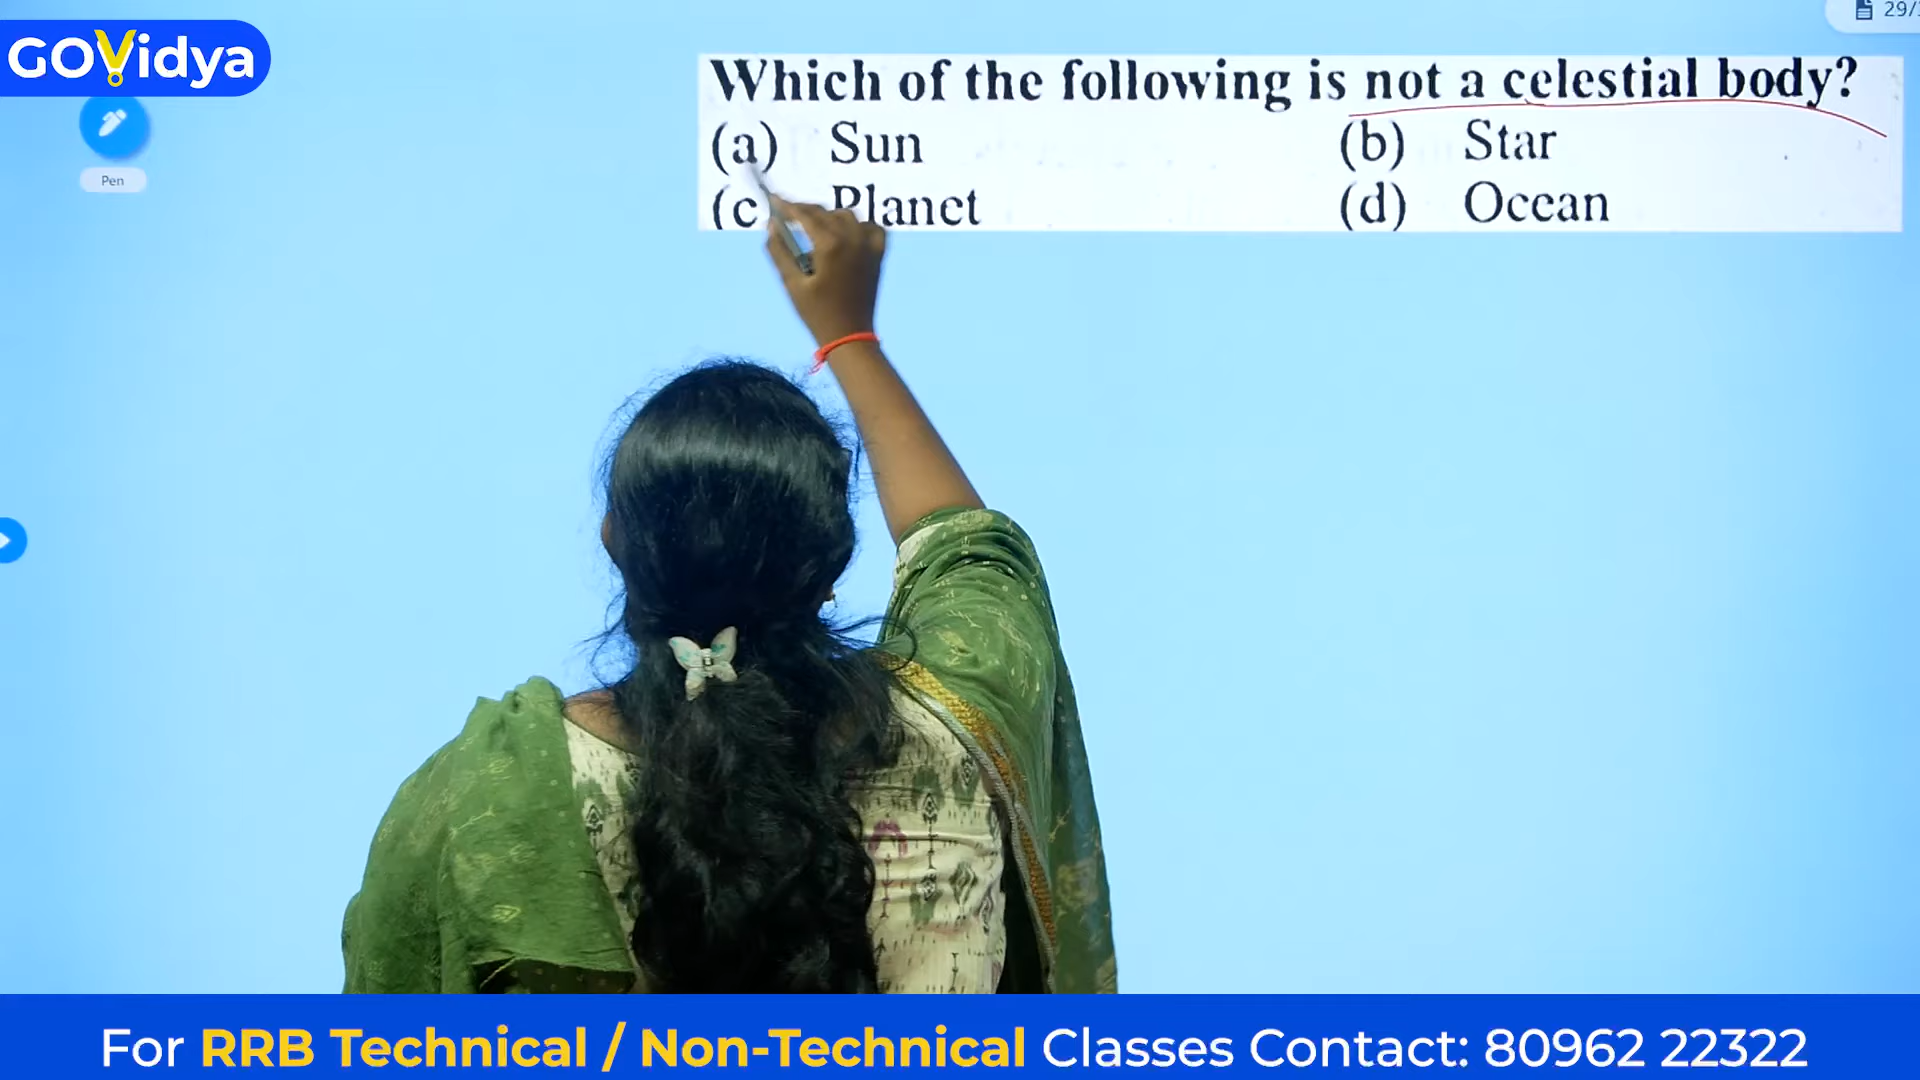 GOVidya
29/
Pen
Which of the following is not a celestial body?
(a) Sun (b) Star
(c Planet (d) Ocean
For RRB Technical / Non-Technical Classes Contact: 80962 22322